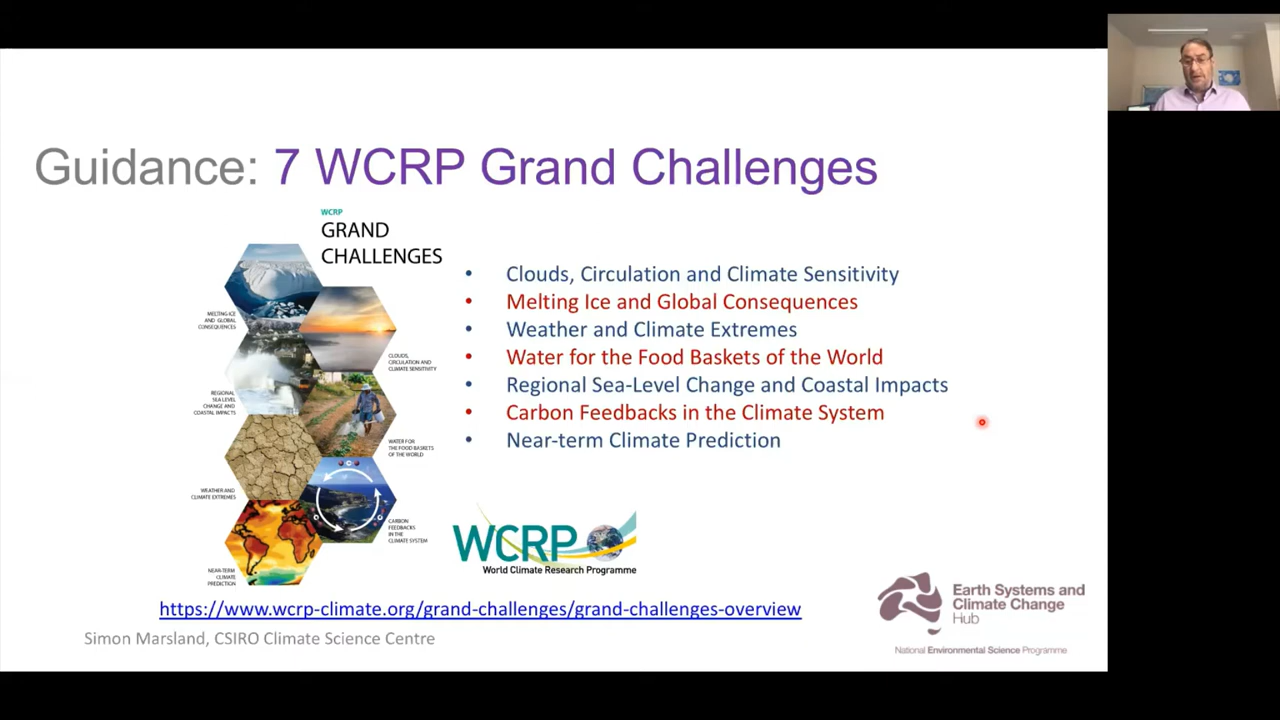 Guidance: 7 WCRP Grand Challenges
WCRP
GRAND
CHALLENGES
MELTING ICE
AND GLOBAL
CONSEQUENCES
CLOUDS,
CIRCULATION AND
CLIMATE SENSITIVITY
REGIONAL
SEA LEVEL
CHANGE AND
COASTAL IMPACTS
WATER FOR
THE FOOD BASKETS
OF THE WORLD
WEATHER AND
CLIMATE EXTREMES
CARBON
FEEDBACKS
IN THE
CLIMATE SYSTEM
NEAR-TERM
CLIMATE
PREDICTION
• Clouds, Circulation and Climate Sensitivity
• Melting Ice and Global Consequences
• Weather and Climate Extremes
• Water for the Food Baskets of the World
• Regional Sea-Level Change and Coastal Impacts
• Carbon Feedbacks in the Climate System
• Near-term Climate Prediction
WCRP
World Climate Research Programme
https://www.wcrp-climate.org/grand-challenges/grand-challenges-overview
Simon Marsland, CSIRO Climate Science Centre
Earth Systems and
Climate Change
Hub
National Environmental Science Programme